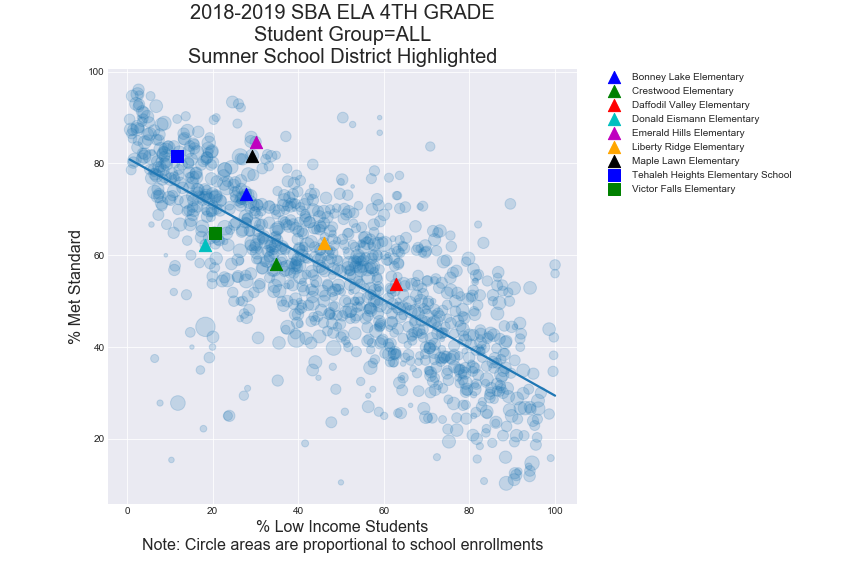 2018-2019 SBA ELA 4TH GRADE
Student Group=ALL
Sumner School District Highlighted
100
80
60
40
20
% Met Standard
0 20 40 60 80 100
% Low Income Students
Note: Circle areas are proportional to school enrollments
Bonney Lake Elementary
Crestwood Elementary
Daffodil Valley Elementary
Donald Eismann Elementary
Emerald Hills Elementary
Liberty Ridge Elementary
Maple Lawn Elementary
Tehaleh Heights Elementary School
Victor Falls Elementary